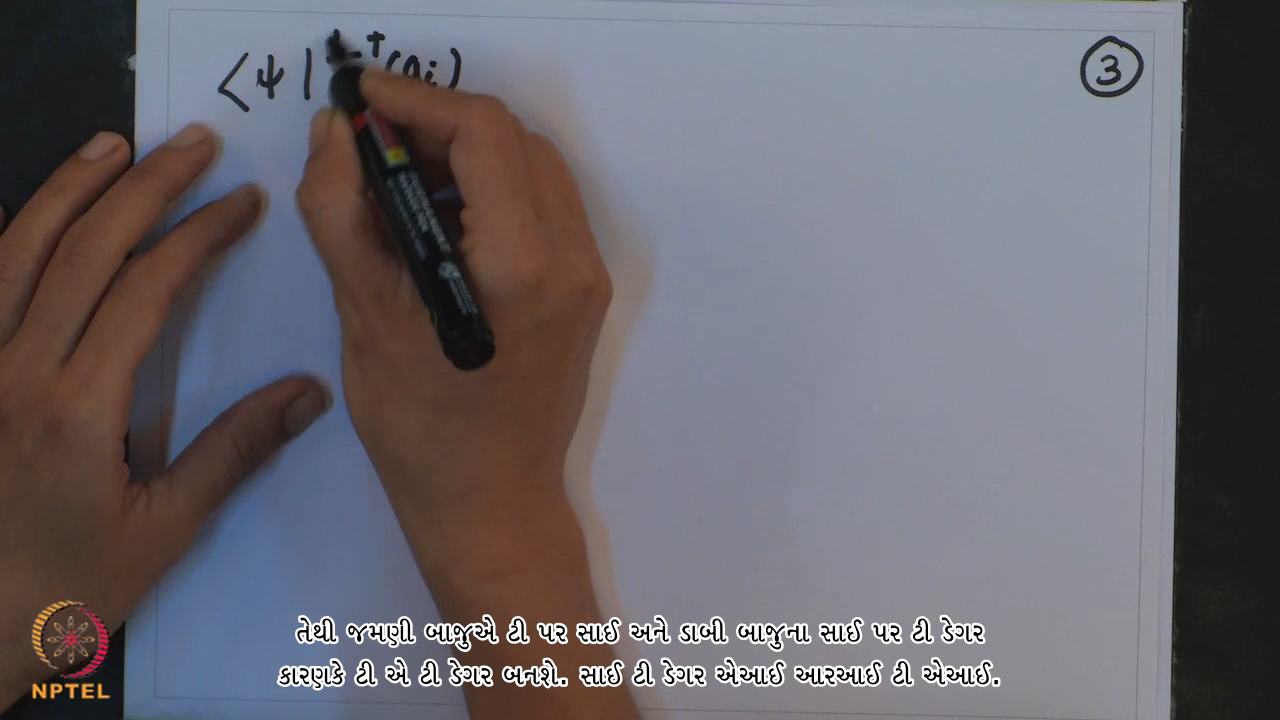 ⟨ψ| †(ai)
3
તેથી જમણી બાજુએ ટી પર સાઈ અને ડાબી બાજુના સાઈ પર ટી ડેગર
કારણકે ટી એ ટી ડેગર બનશે. સાઈ ટી ડેગર એઆઈ આરઆઈ ટી એઆઈ.
NPTEL